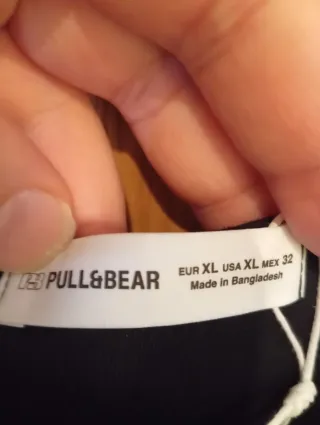 PULL&BEAR
EUR XL USA XL MEX 32
Made in Bangladesh